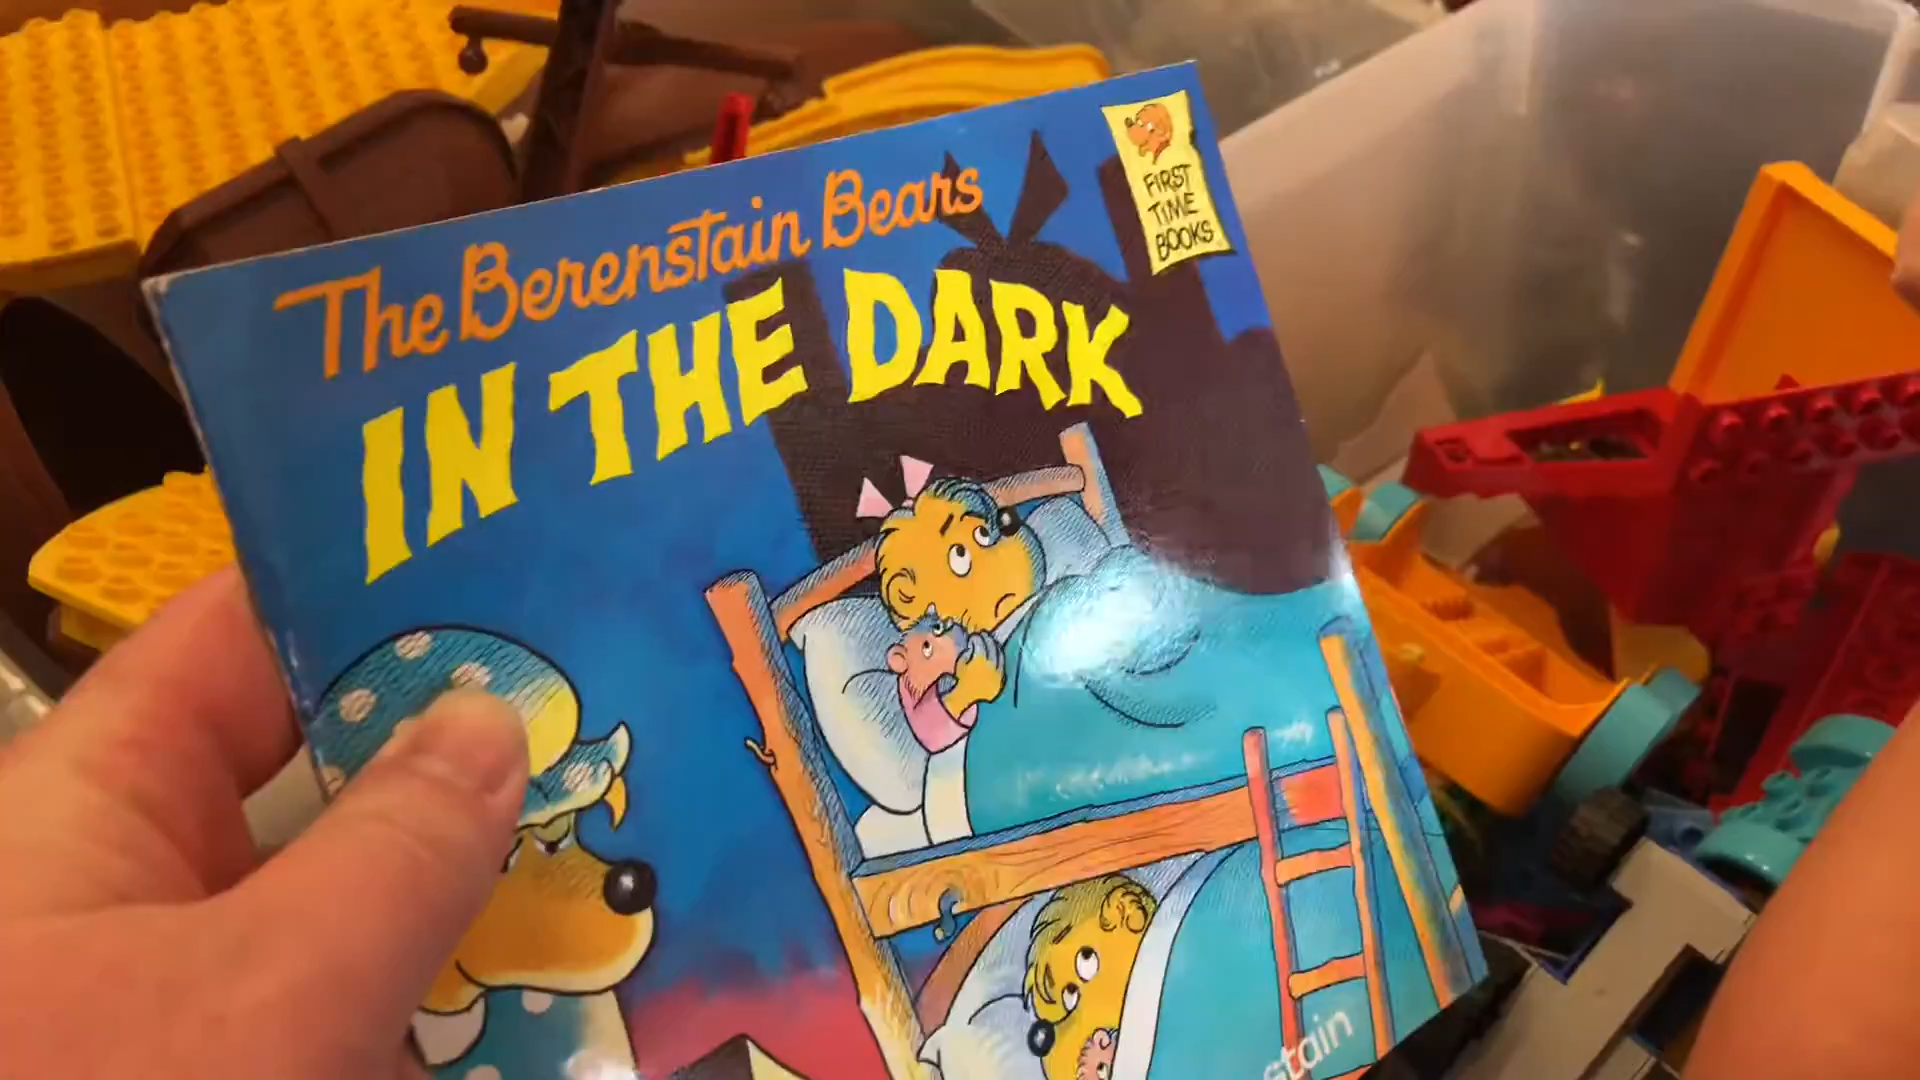 The Berenstain Bears
IN THE DARK
FIRST
TIME
BOOKS
stain